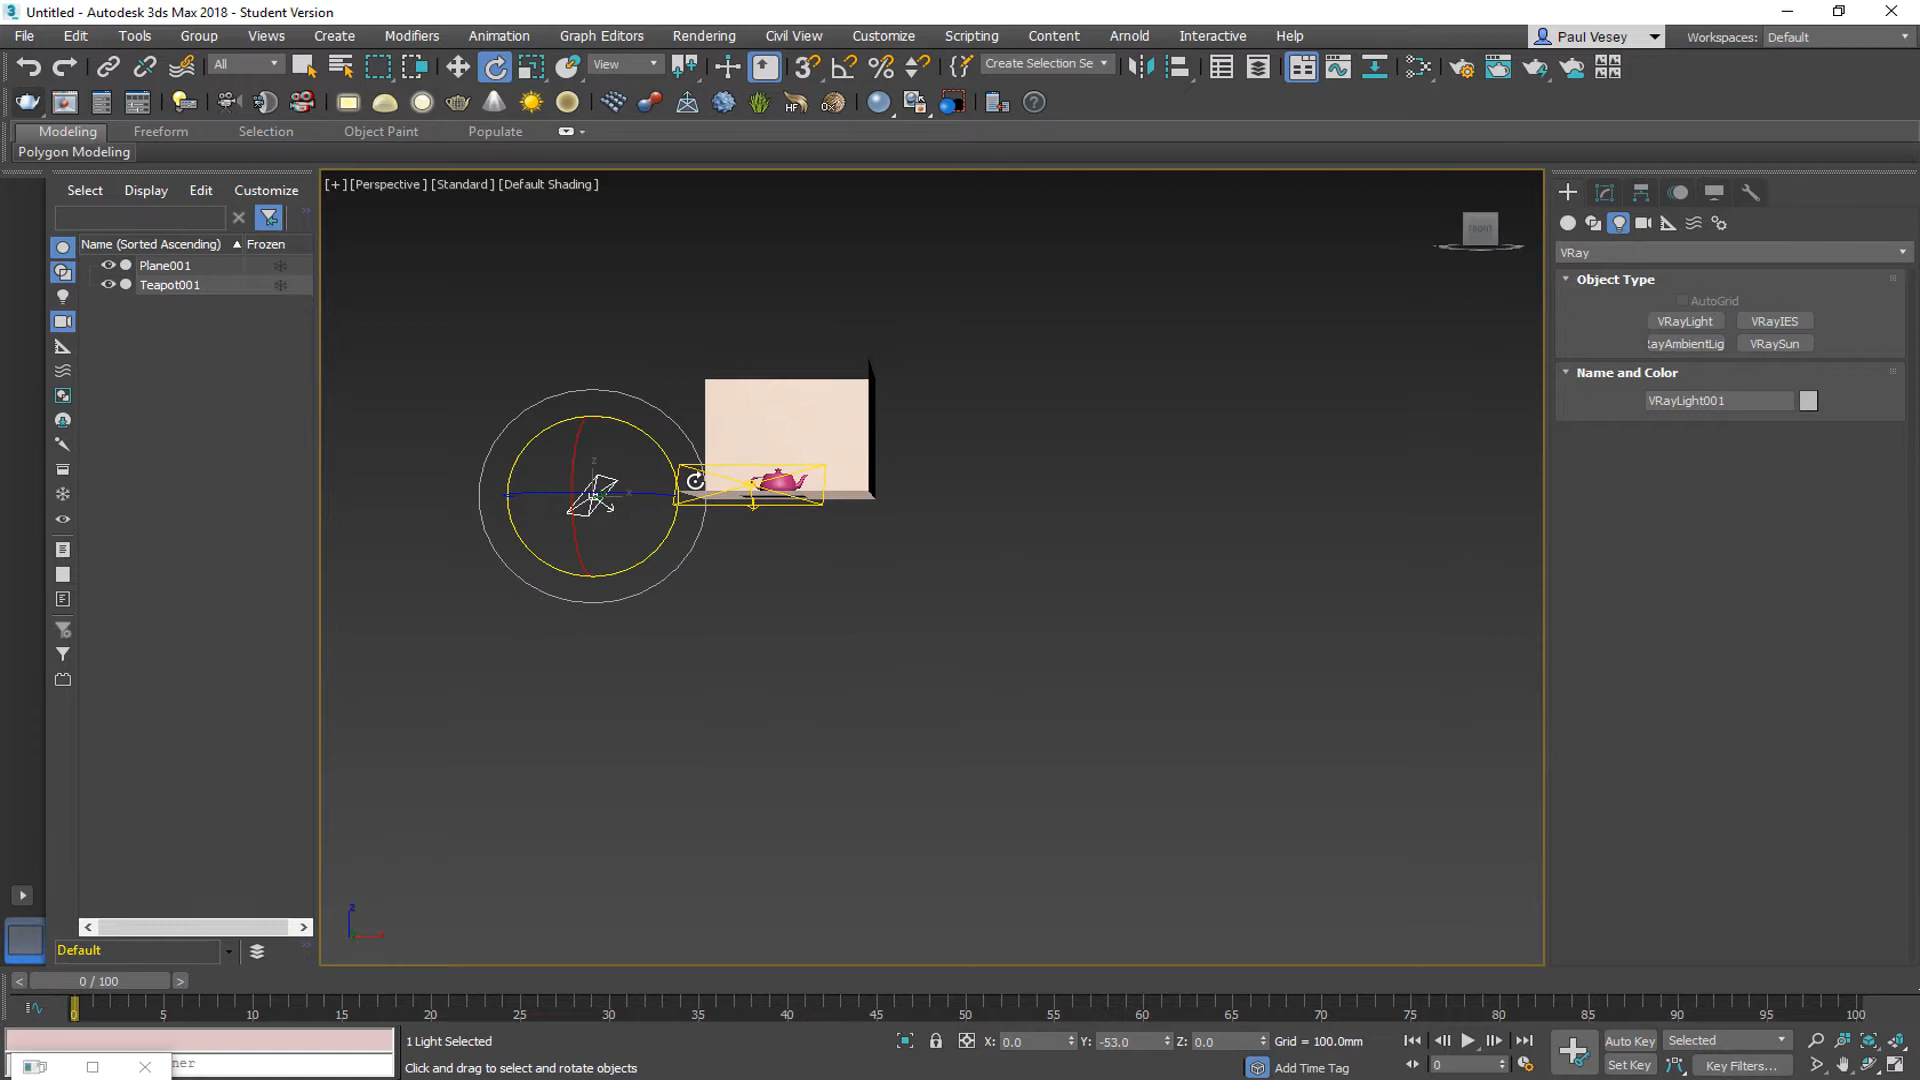 Untitled - Autodesk 3ds Max 2018 - Student Version
File Edit Tools Group Views Create Modifiers Animation Graph Editors Rendering Civil View Customize Scripting Content Arnold Interactive Help Paul Vesey Workspaces: Default
All View Create Selection Se
Modeling Freeform Selection Object Paint Populate
Polygon Modeling
Select Display Edit Customize
[+] [Perspective ] [Standard ] [Default Shading ]
FRONT
Name (Sorted Ascending) Frozen
Plane001
Teapot001
VRay
Object Type
AutoGrid
VRayLight VRayIES
RayAmbientLig VRaySun
Name and Color
VRayLight001
z
x
z
Default
0 / 100
0 5 10 15 20 25 30 35 40 45 50 55 60 65 70 75 80 85 90 95 100
1 Light Selected X: 0.0 Y: -53.0 Z: 0.0 Grid = 100.0mm Auto Key Selected
ner Click and drag to select and rotate objects Add Time Tag 0 Set Key Key Filters...